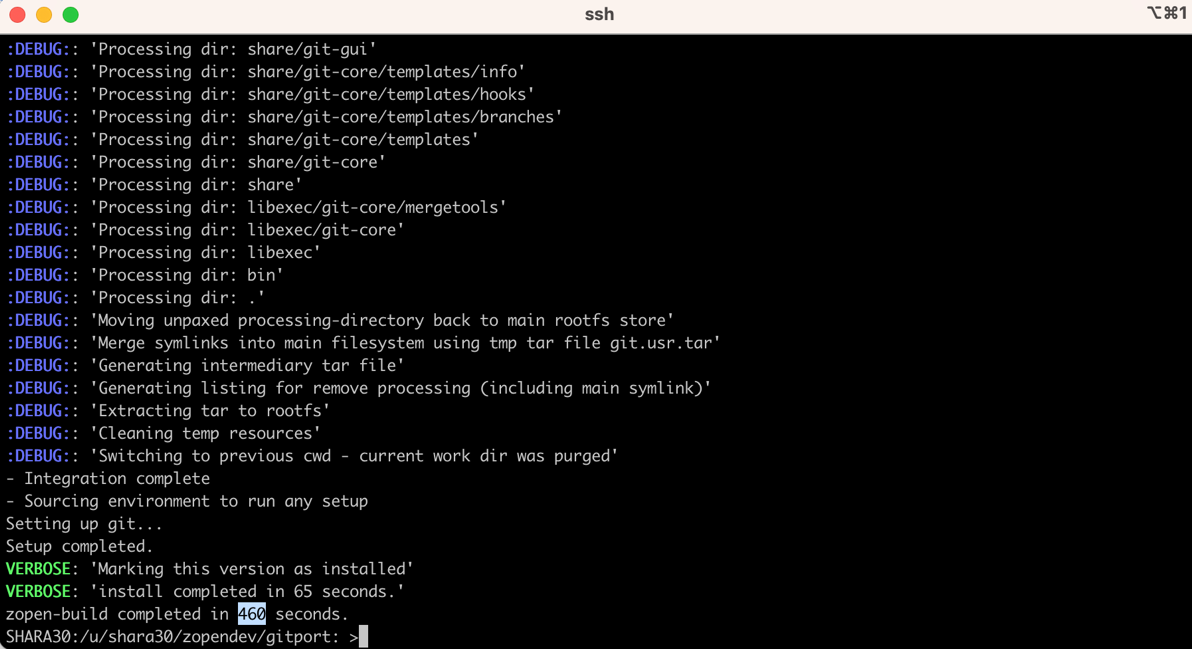 ssh
⌥⌘1
:DEBUG:: 'Processing dir: share/git-gui'
:DEBUG:: 'Processing dir: share/git-core/templates/info'
:DEBUG:: 'Processing dir: share/git-core/templates/hooks'
:DEBUG:: 'Processing dir: share/git-core/templates/branches'
:DEBUG:: 'Processing dir: share/git-core/templates'
:DEBUG:: 'Processing dir: share/git-core'
:DEBUG:: 'Processing dir: share'
:DEBUG:: 'Processing dir: libexec/git-core/mergetools'
:DEBUG:: 'Processing dir: libexec/git-core'
:DEBUG:: 'Processing dir: libexec'
:DEBUG:: 'Processing dir: bin'
:DEBUG:: 'Processing dir: .'
:DEBUG:: 'Moving unpaxed processing-directory back to main rootfs store'
:DEBUG:: 'Merge symlinks into main filesystem using tmp tar file git.usr.tar'
:DEBUG:: 'Generating intermediary tar file'
:DEBUG:: 'Generating listing for remove processing (including main symlink)'
:DEBUG:: 'Extracting tar to rootfs'
:DEBUG:: 'Cleaning temp resources'
:DEBUG:: 'Switching to previous cwd - current work dir was purged'
- Integration complete
- Sourcing environment to run any setup
Setting up git...
Setup completed.
VERBOSE: 'Marking this version as installed'
VERBOSE: 'install completed in 65 seconds.'
zopen-build completed in 460 seconds.
SHARA30:/u/shara30/zopendev/gitport: >